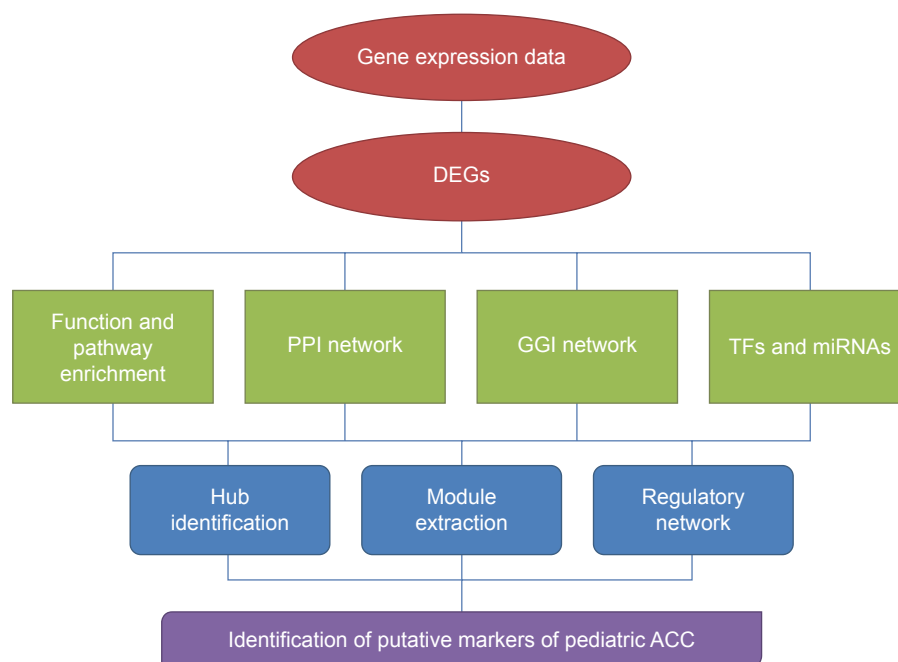 Gene expression data
DEGs
Function and
pathway
enrichment
PPI network
GGI network
TFs and miRNAs
Hub
identification
Module
extraction
Regulatory
network
Identification of putative markers of pediatric ACC